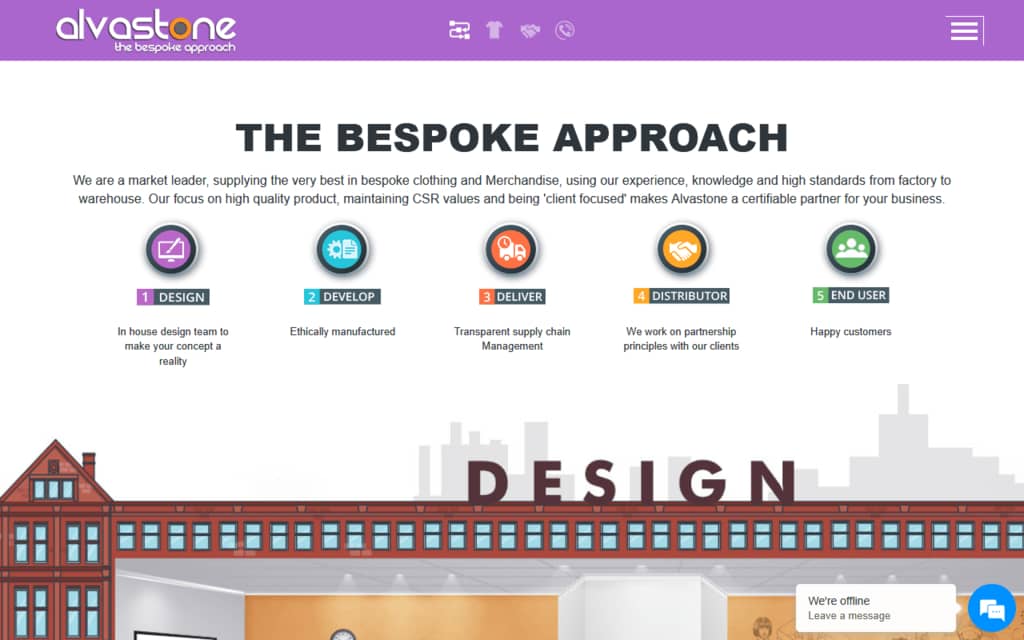 alvastone
the bespoke approach
THE BESPOKE APPROACH
We are a market leader, supplying the very best in bespoke clothing and Merchandise, using our experience, knowledge and high standards from factory to
warehouse. Our focus on high quality product, maintaining CSR values and being 'client focused' makes Alvastone a certifiable partner for your business.
1 DESIGN
2 DEVELOP
3 DELIVER
4 DISTRIBUTOR
5 END USER
In house design team to
make your concept a
reality
Ethically manufactured
Transparent supply chain
Management
We work on partnership
principles with our clients
Happy customers
DESIGN
We're offline
Leave a message